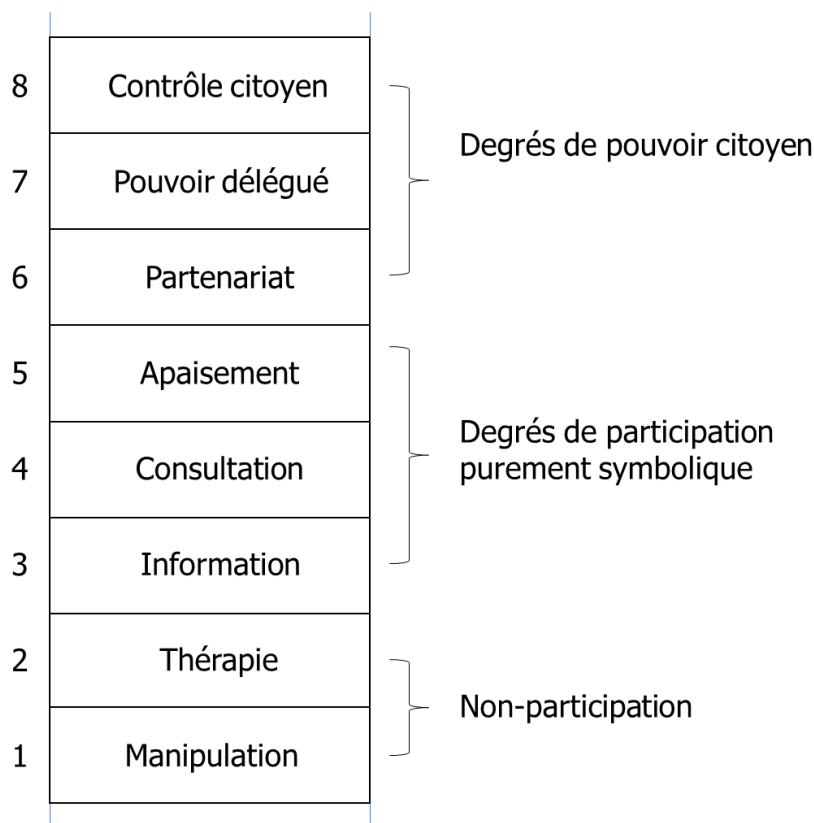 8 Contrôle citoyen
Degrés de pouvoir citoyen
7 Pouvoir délégué
6 Partenariat
5 Apaisement
Degrés de participation
purement symbolique
4 Consultation
3 Information
2 Thérapie
Non-participation
1 Manipulation